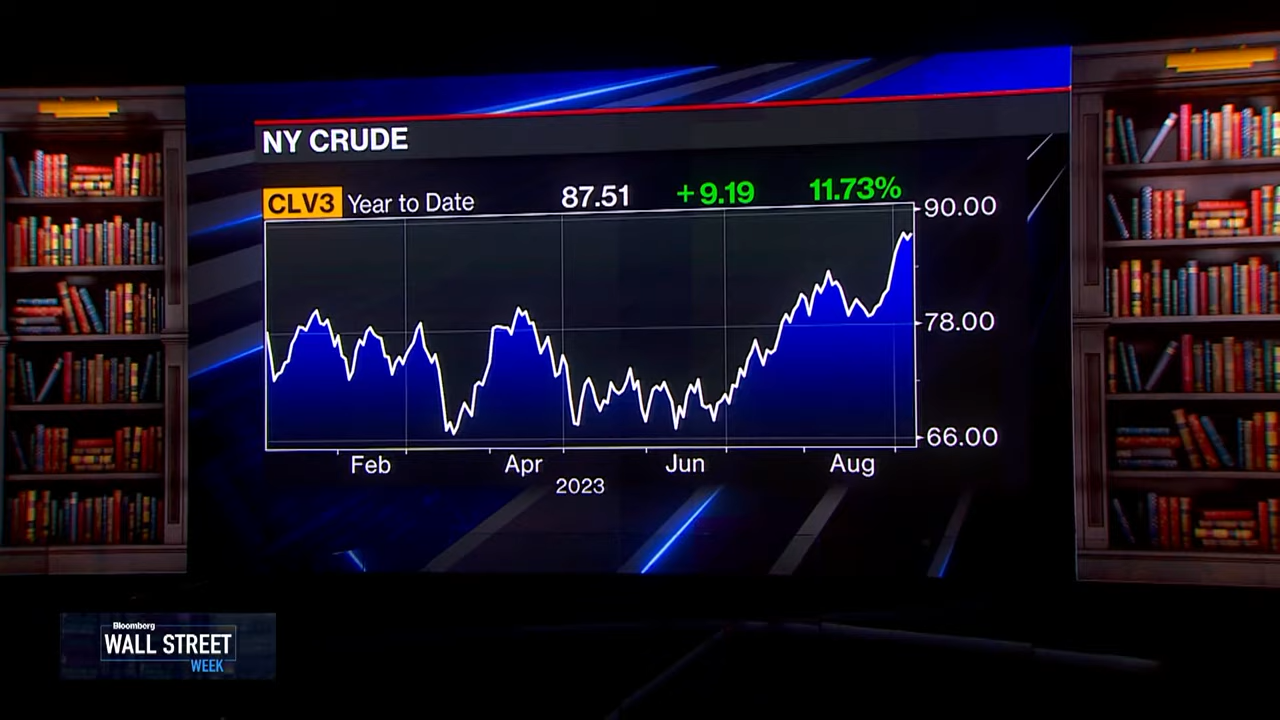 NY CRUDE
CLV3 Year to Date 87.51 +9.19 11.73%
90.00
78.00
66.00
Feb Apr Jun Aug
2023
Bloomberg
WALL STREET
WEEK